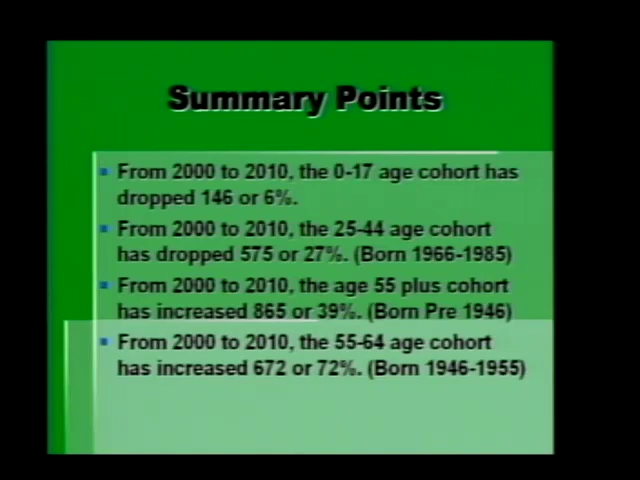 Summary Points
From 2000 to 2010, the 0-17 age cohort has
dropped 146 or 6%.
From 2000 to 2010, the 25-44 age cohort
has dropped 575 or 27%. (Born 1966-1985)
From 2000 to 2010, the age 55 plus cohort
has increased 865 or 39%. (Born Pre 1946)
From 2000 to 2010, the 55-64 age cohort
has increased 672 or 72%. (Born 1946-1955)